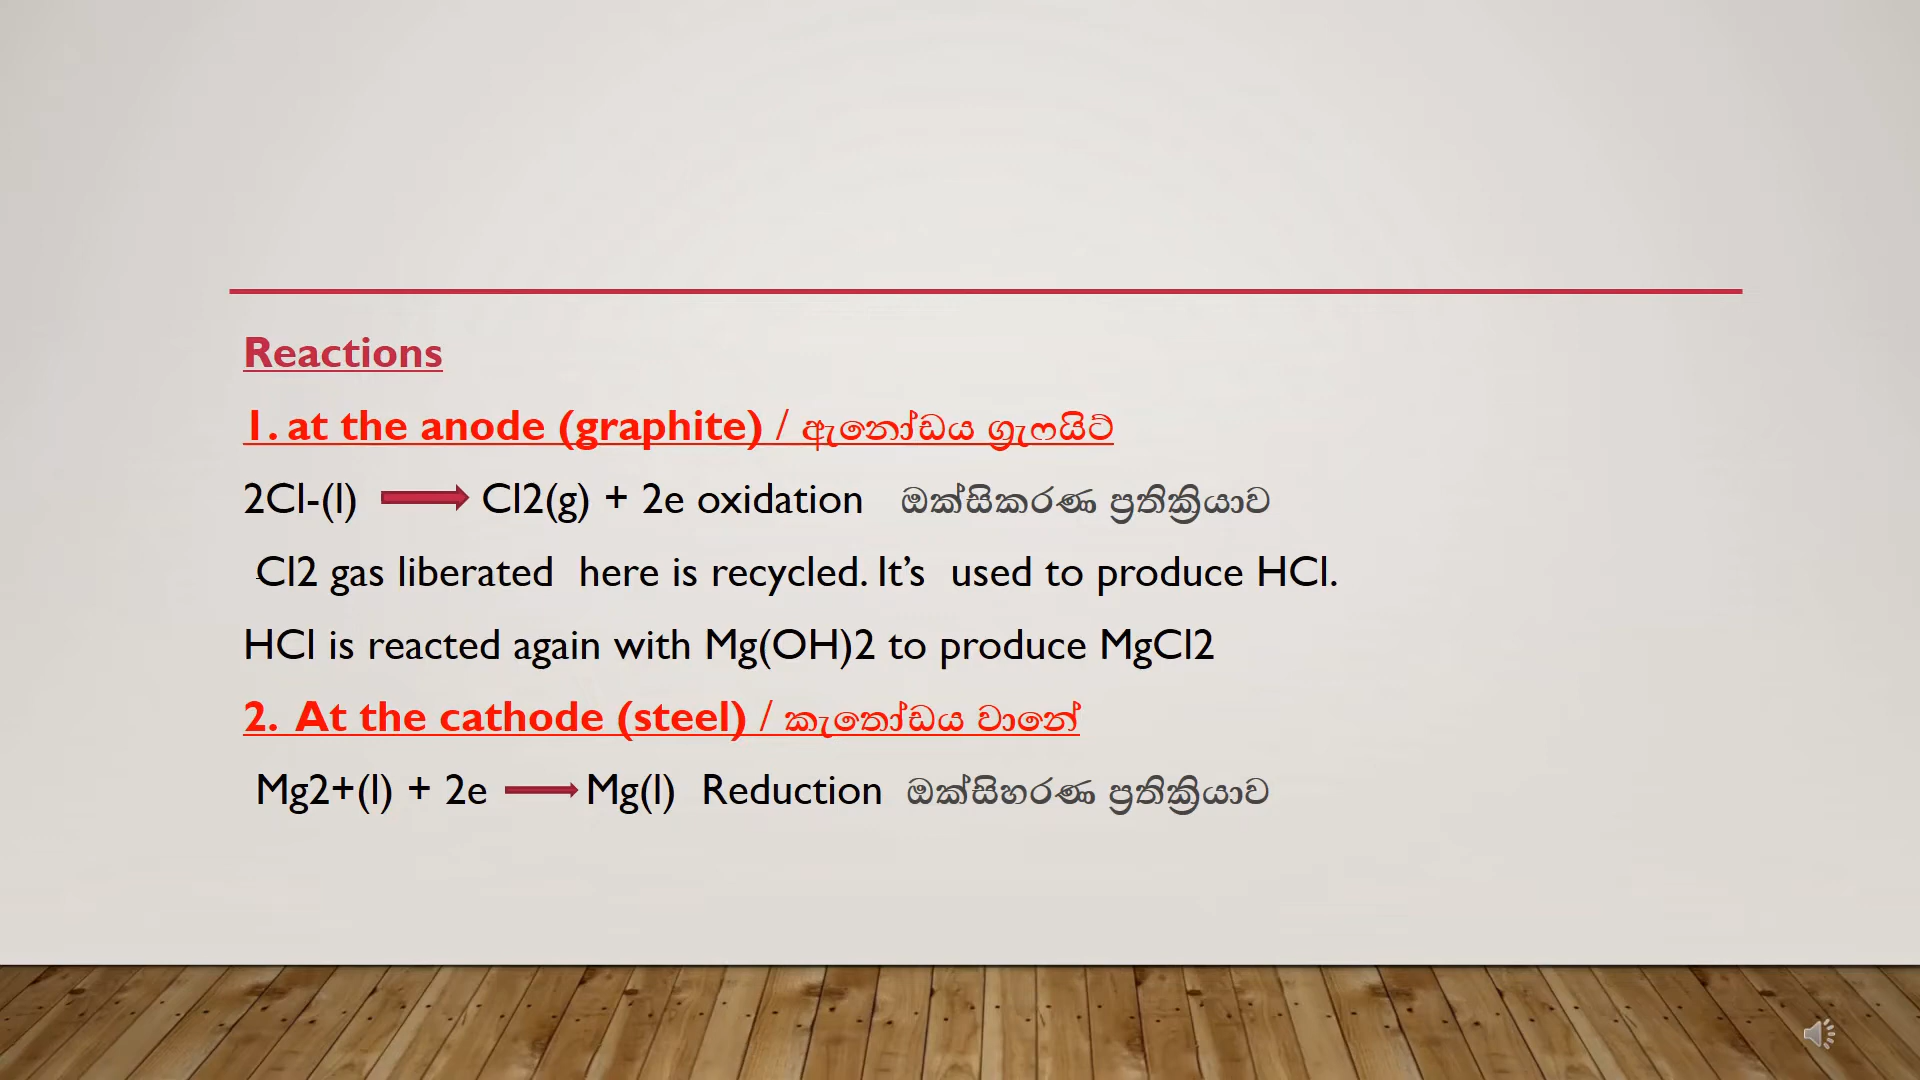 Reactions
1. at the anode (graphite) / ඇනෝඩය ග්‍රැෆයිට්
2Cl-(l) Cl2(g) + 2e oxidation ඔක්සිකරණ ප්‍රතික්‍රියාව
Cl2 gas liberated here is recycled. It’s used to produce HCl.
HCl is reacted again with Mg(OH)2 to produce MgCl2
2. At the cathode (steel) / කැතෝඩය වානේ
Mg2+(l) + 2e Mg(l) Reduction ඔක්සිහරණ ප්‍රතික්‍රියාව